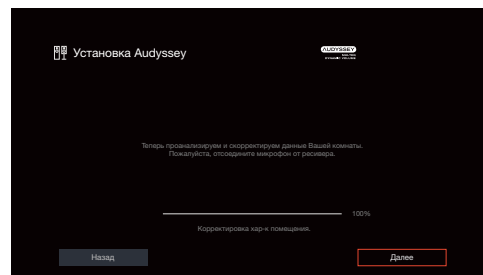 Установка Audyssey
AUDYSSEY
Теперь проанализируем и скорректируем данные Вашей комнаты.
Пожалуйста, отсоедините микрофон от ресивера.
100%
Корректировка хар-к помещения.
Назад
Далее